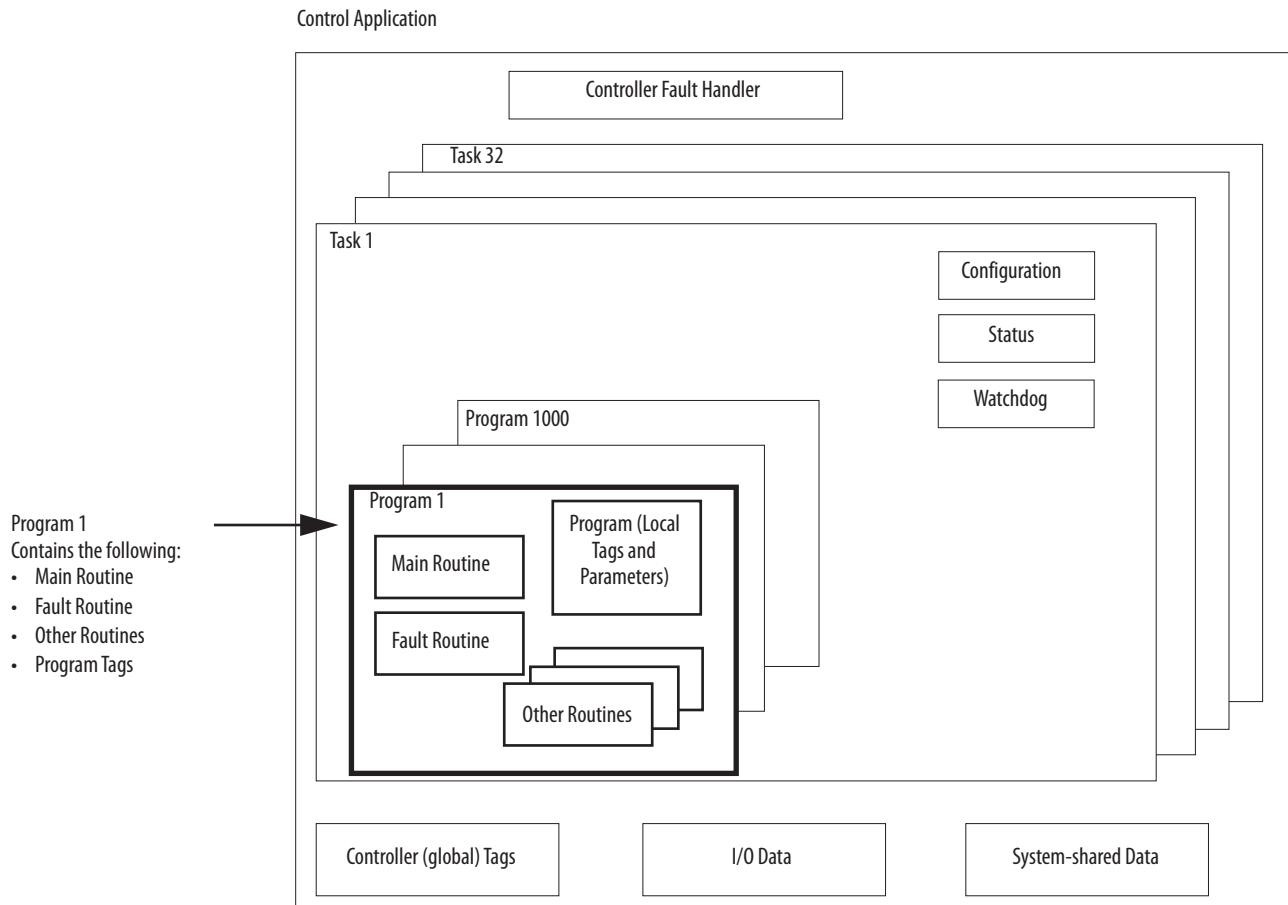 Control Application
Controller Fault Handler
Task 32
Task 1
Configuration
Status
Watchdog
Program 1000
Program 1
Program (Local
Tags and
Parameters)
Main Routine
Fault Routine
Other Routines
Program 1
Contains the following:
• Main Routine
• Fault Routine
• Other Routines
• Program Tags
Controller (global) Tags
I/O Data
System-shared Data